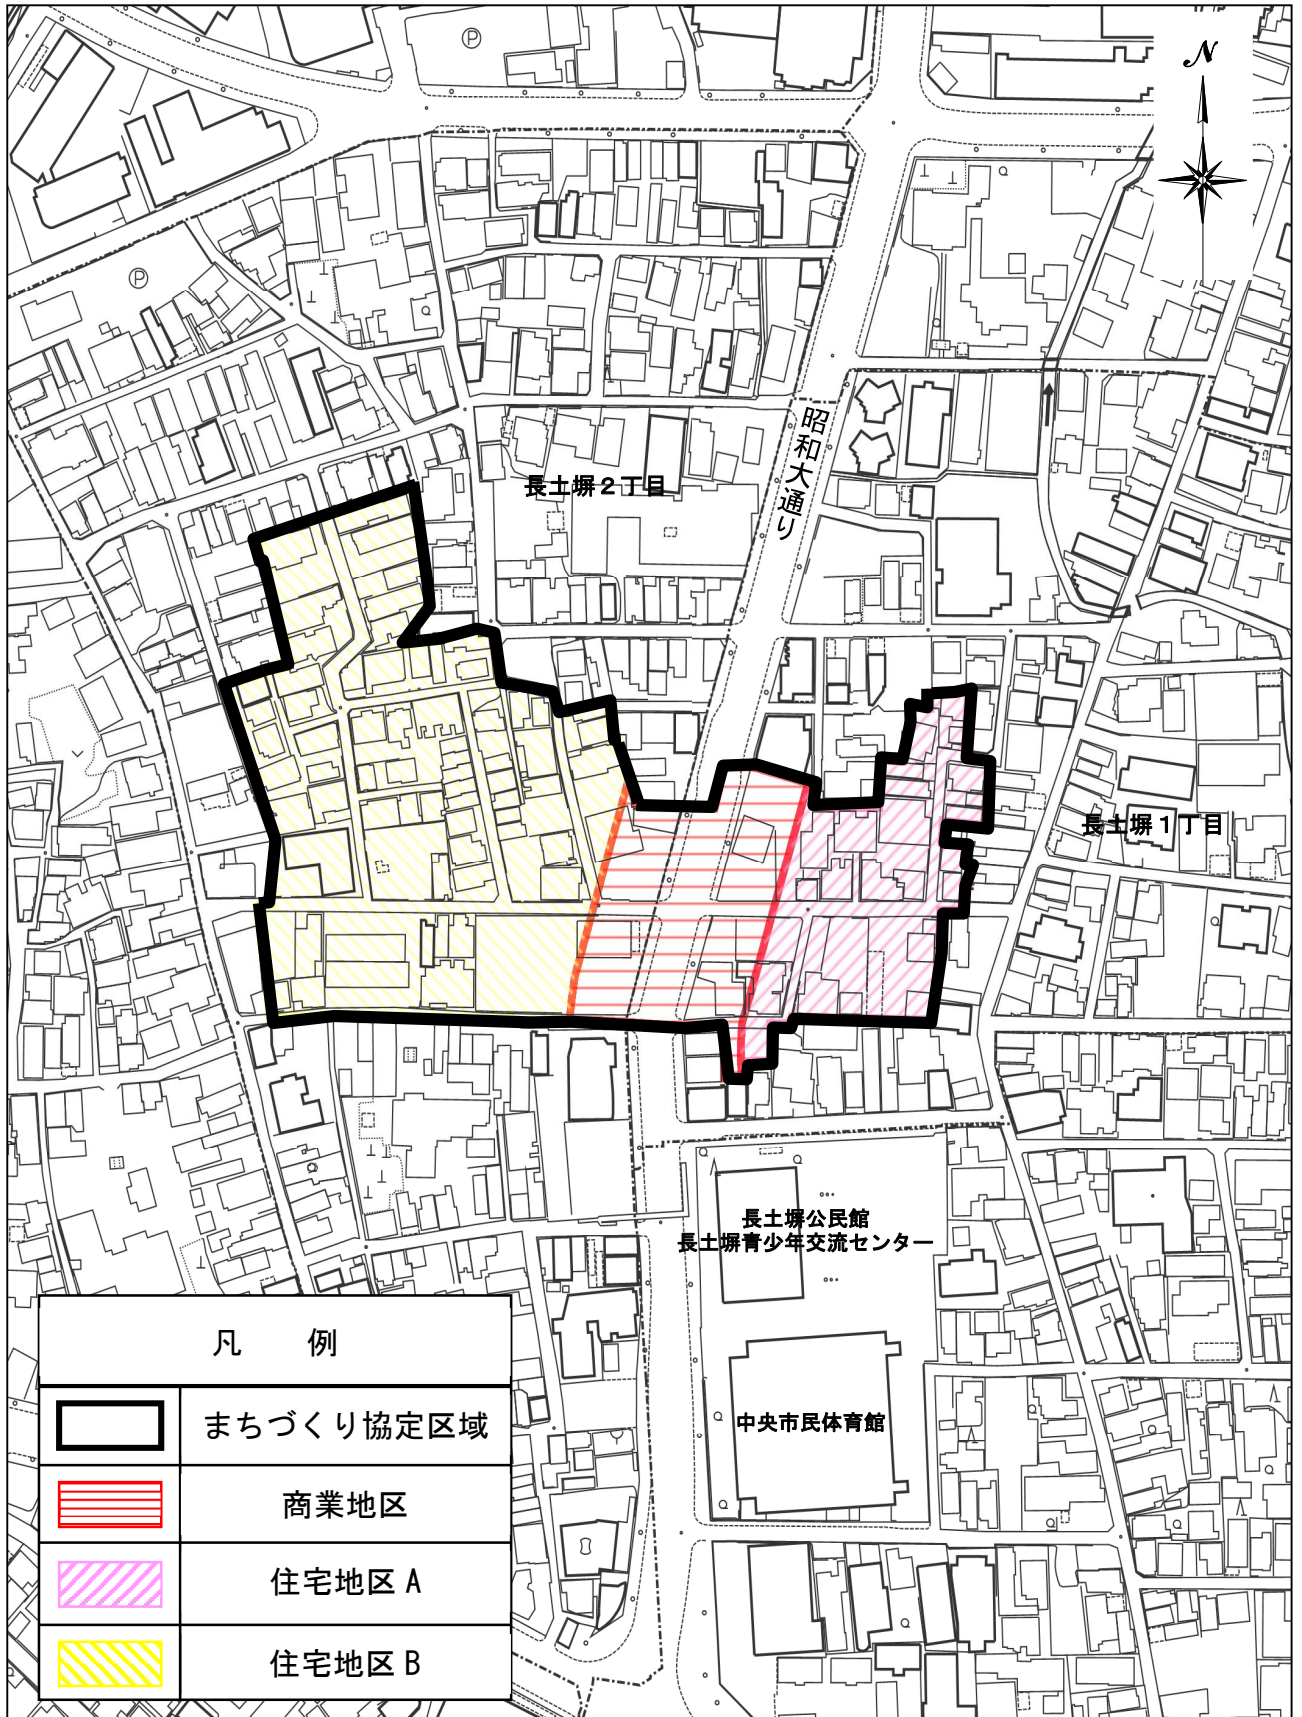 N
P
P
昭和大通り
長土塀2丁目
長土塀1丁目
長土塀公民館
長土塀青少年交流センター
中央市民体育館
凡 例
まちづくり協定区域
商業地区
住宅地区A
住宅地区B